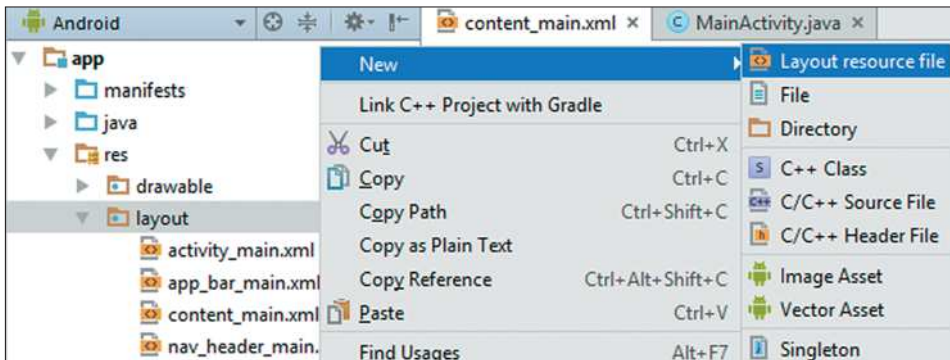 Android
content_main.xml
MainActivity.java
app
manifests
java
res
drawable
layout
activity_main.xml
app_bar_main.xml
content_main.xml
nav_header_main.
New
Link C++ Project with Gradle
Cut Ctrl+X
Copy Ctrl+C
Copy Path Ctrl+Shift+C
Copy as Plain Text
Copy Reference Ctrl+Alt+Shift+C
Paste Ctrl+V
Find Usages Alt+F7
Layout resource file
File
Directory
S C++ Class
C++ C/C++ Source File
h C/C++ Header File
Image Asset
Vector Asset
Singleton